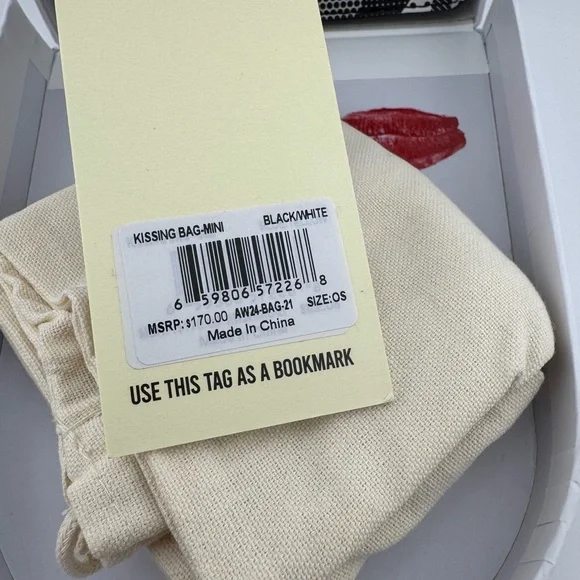 KISSING BAG-MINI BLACK/WHITE
6 59806 57226 8
MSRP: $170.00 AW24-BAG-21 SIZE:OS
Made In China
USE THIS TAG AS A BOOKMARK